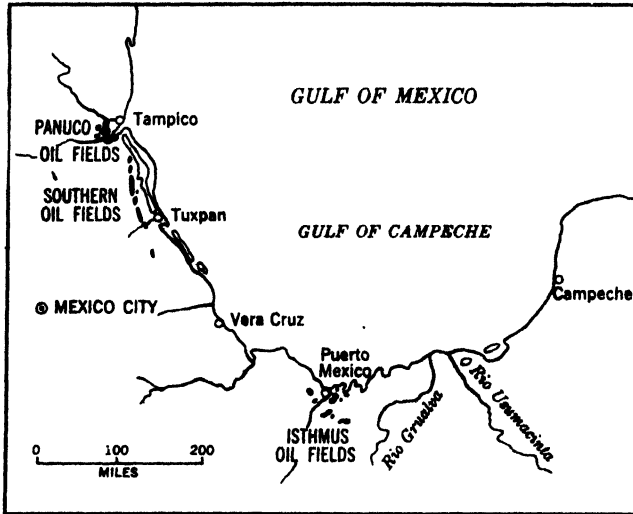 GULF OF MEXICO
Tampico
PANUCO
OIL FIELDS
SOUTHERN
OIL FIELDS
Tuxpan
GULF OF CAMPECHE
Campeche
MEXICO CITY
Vera Cruz
Puerto
Mexico
Rio Grualva
Rio Usumacinta
ISTHMUS
OIL FIELDS
0 100 200
MILES